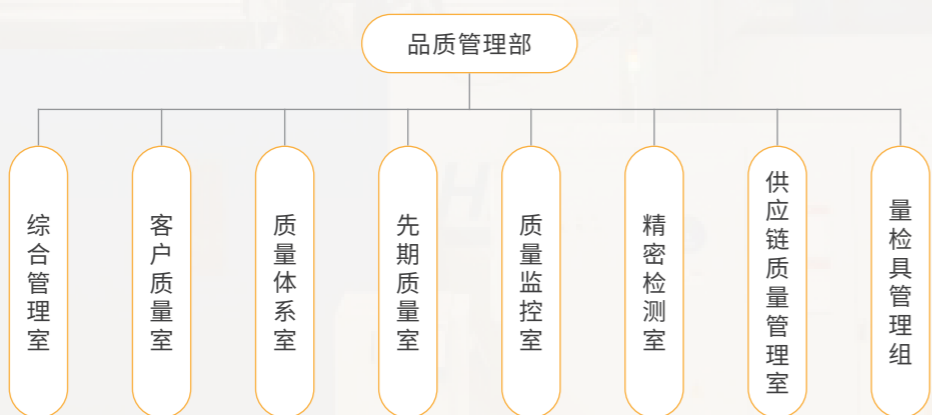 品质管理部
综合管理室
客户质量室
质量体系室
先期质量室
质量监控室
精密检测室
供应链质量管理室
量检具管理组